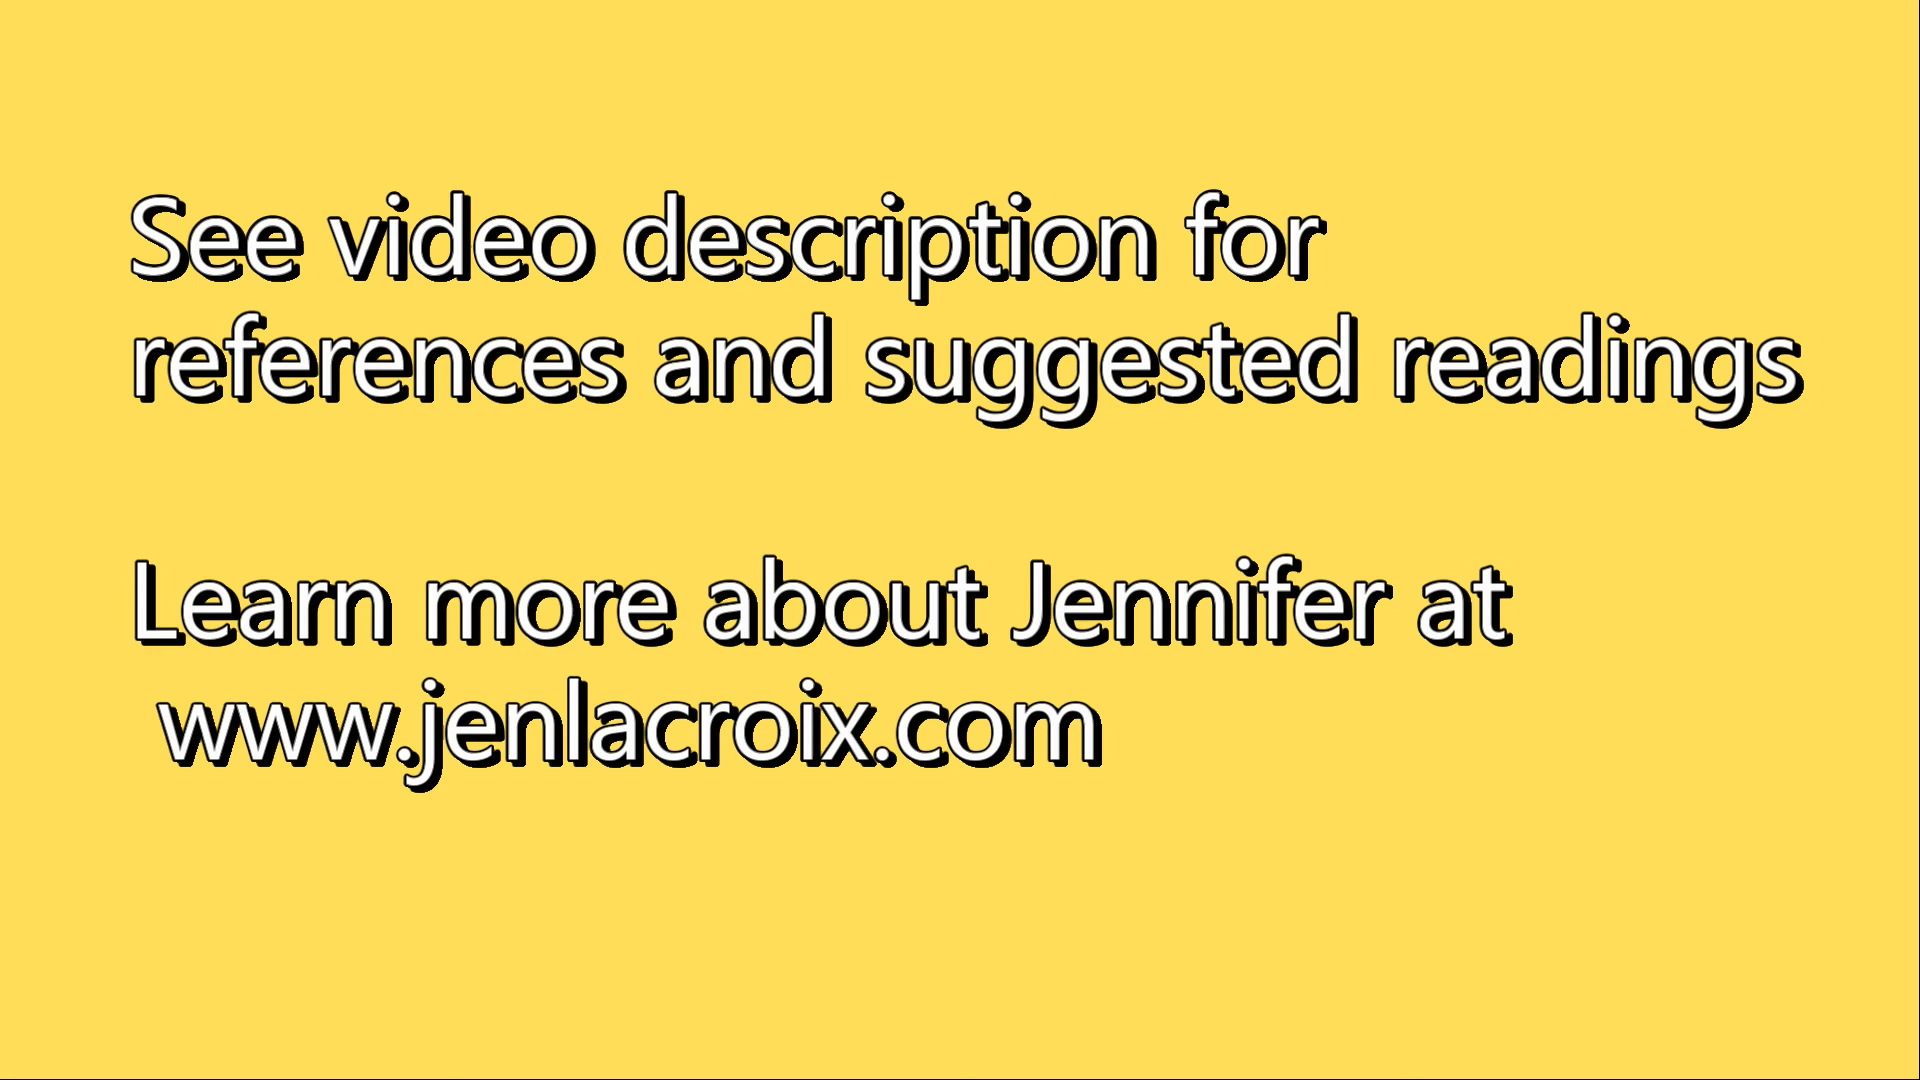 See video description for
references and suggested readings
Learn more about Jennifer at
www.jenlacroix.com